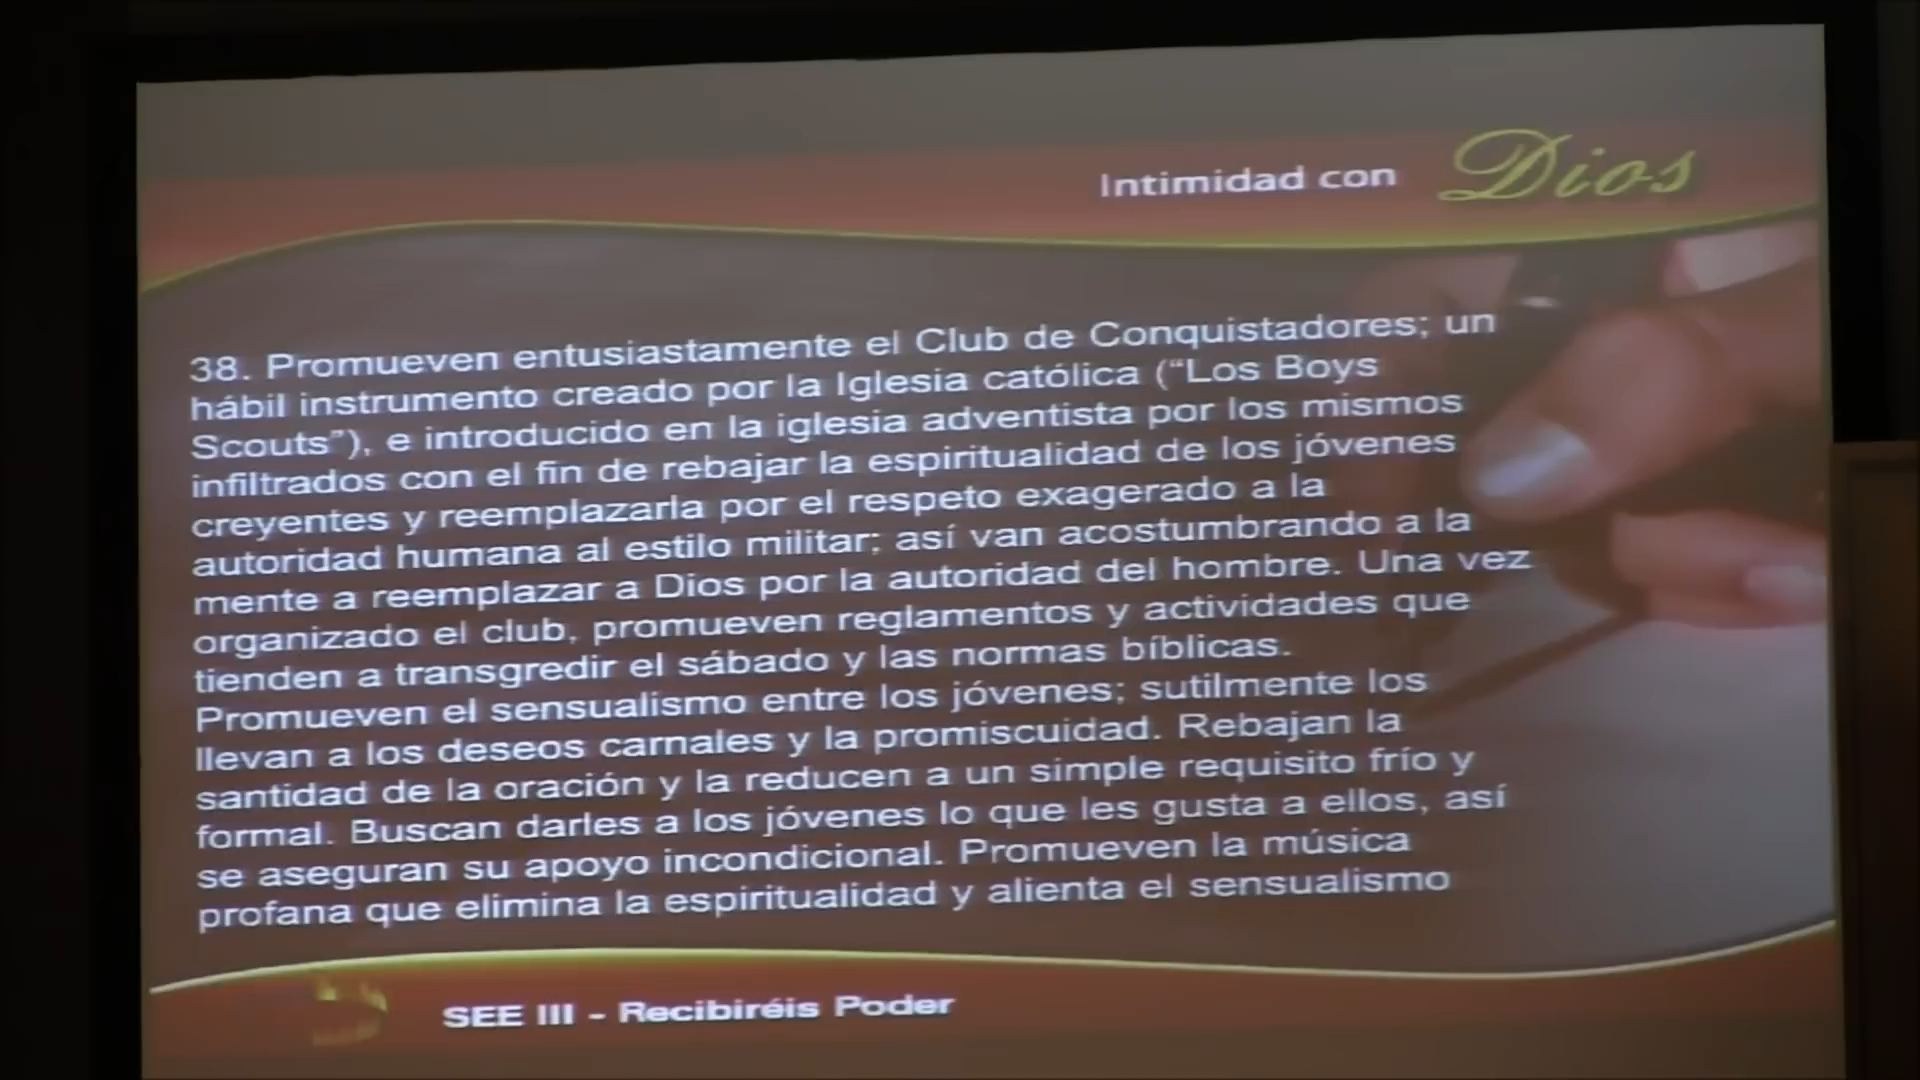 Intimidad con Dios
38. Promueven entusiastamente el Club de Conquistadores; un
hábil instrumento creado por la Iglesia católica (“Los Boys
Scouts”), e introducido en la iglesia adventista por los mismos
infiltrados con el fin de rebajar la espiritualidad de los jóvenes
creyentes y reemplazarla por el respeto exagerado a la
autoridad humana al estilo militar; así van acostumbrando a la
mente a reemplazar a Dios por la autoridad del hombre. Una vez
organizado el club, promueven reglamentos y actividades que
tienden a transgredir el sábado y las normas bíblicas.
Promueven el sensualismo entre los jóvenes; sutilmente los
llevan a los deseos carnales y la promiscuidad. Rebajan la
santidad de la oración y la reducen a un simple requisito frío y
formal. Buscan darles a los jóvenes lo que les gusta a ellos, así
se aseguran su apoyo incondicional. Promueven la música
profana que elimina la espiritualidad y alienta el sensualismo
SEE III - Recibiréis Poder